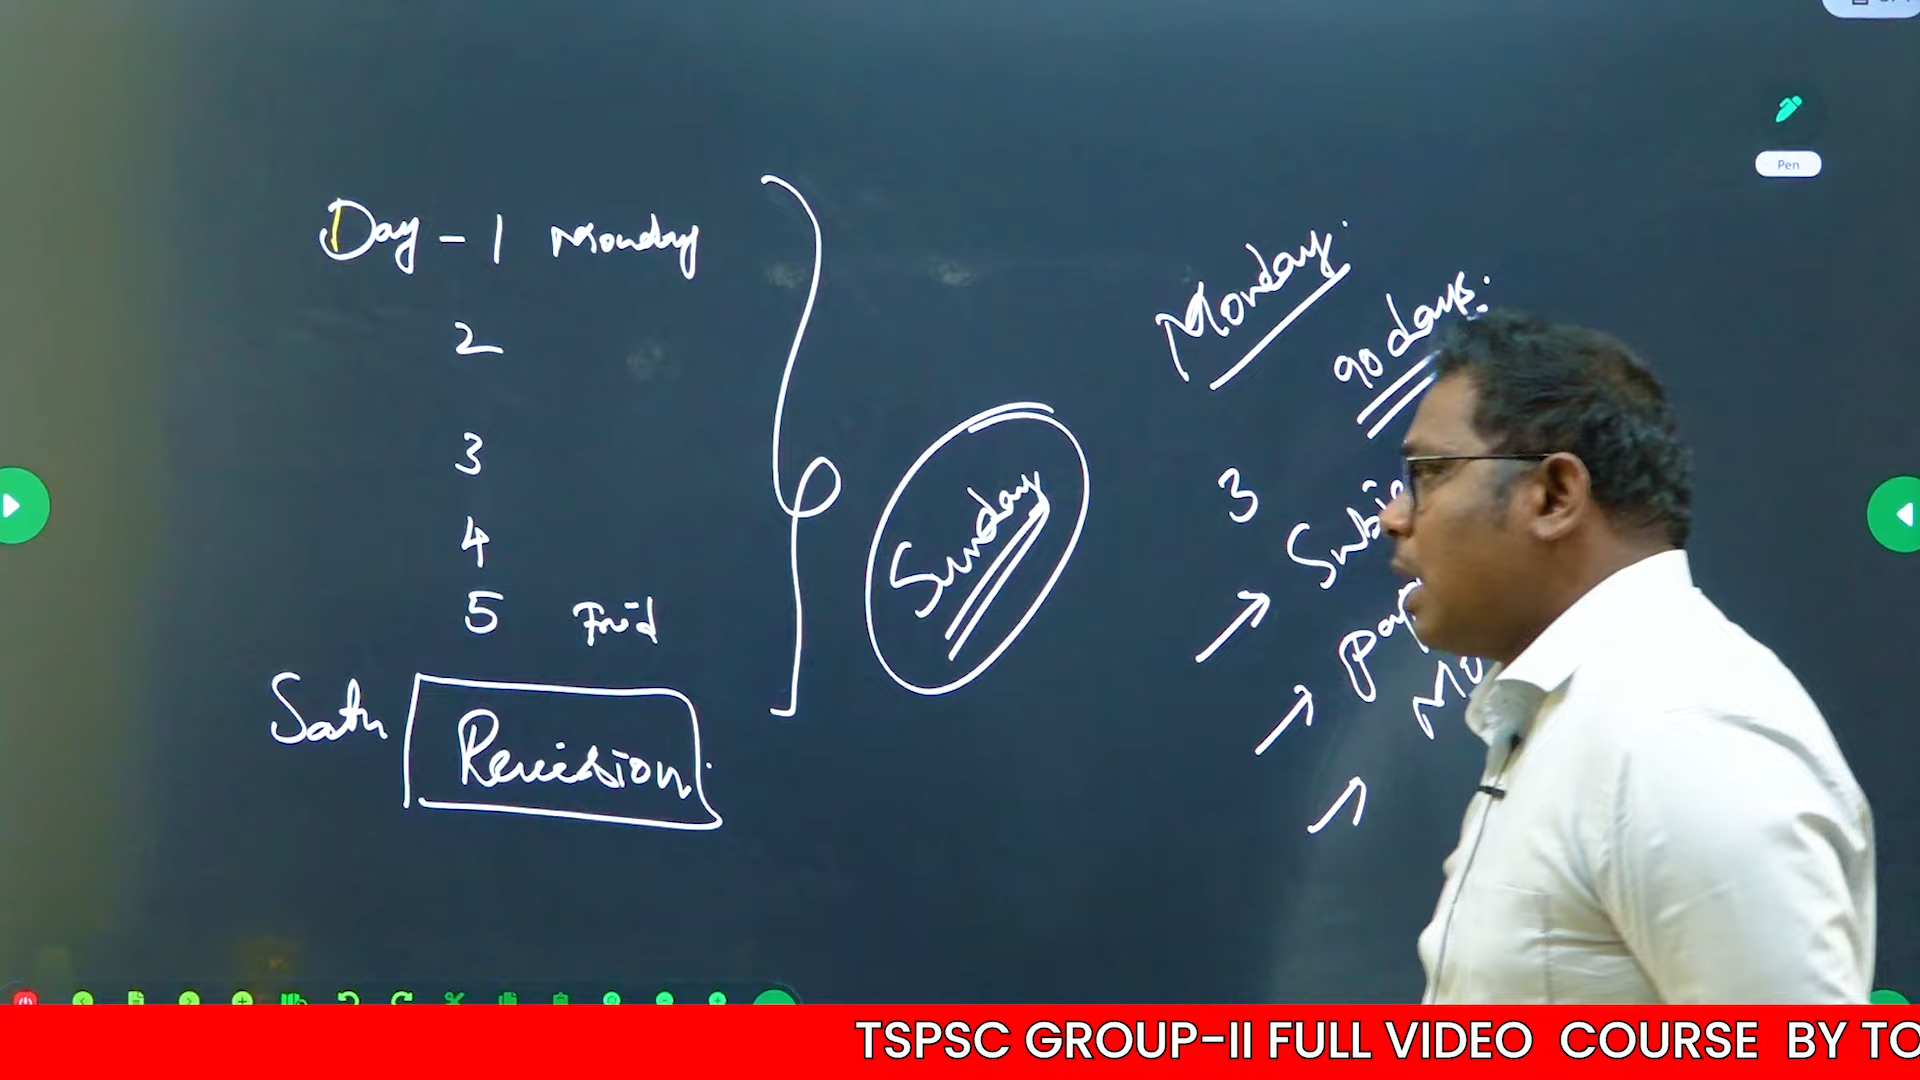 Pen
Day - 1 Monday
2
3
4
5 Frid
Satu Revision
Sunday
Monday
90 days
3
TSPSC GROUP-II FULL VIDEO COURSE BY TO